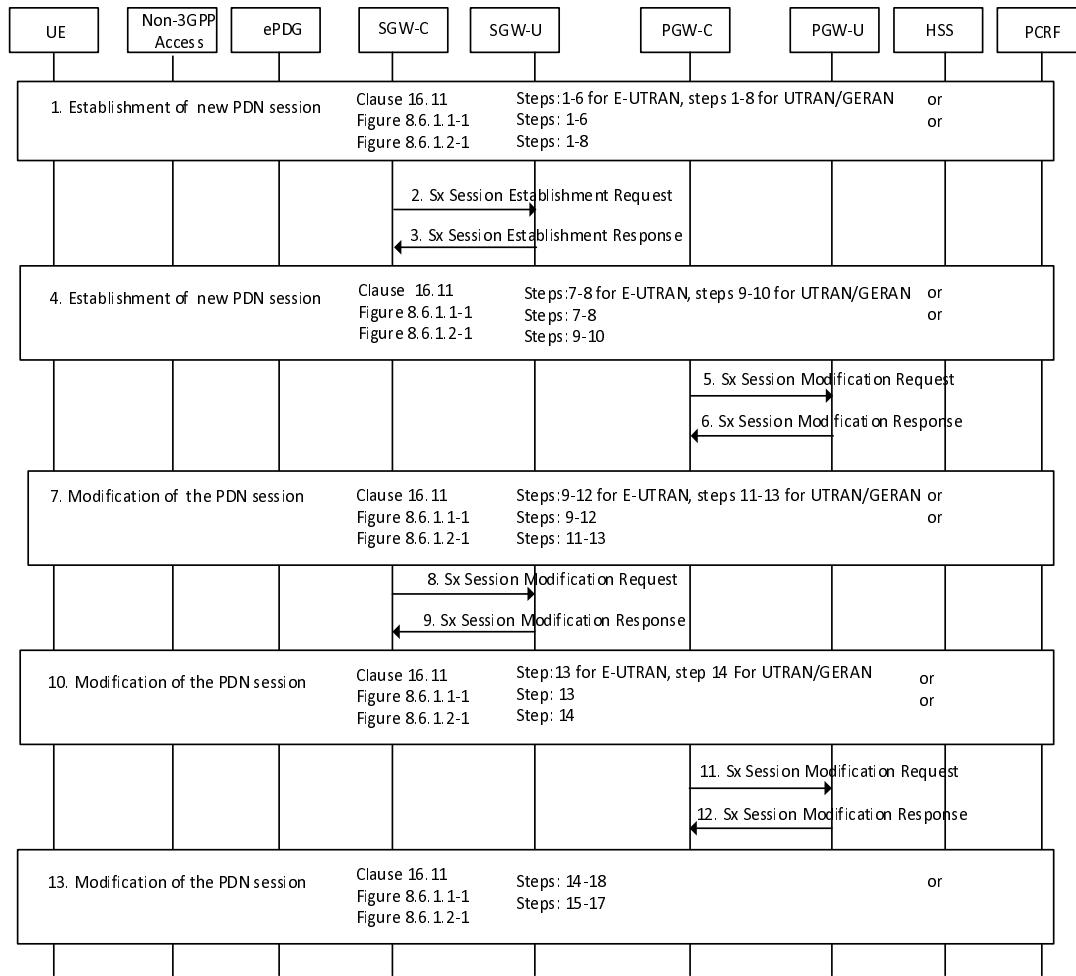 UE
Non-3GPP
Access
ePDG
SGW-C
SGW-U
PGW-C
PGW-U
HSS
PCRF
1. Establishment of new PDN session
Clause 16.11
Steps:1-6 for E-UTRAN, steps 1-8 for UTRAN/GERAN
or
Figure 8.6.1.1-1
Steps: 1-6
or
Figure 8.6.1.2-1
Steps: 1-8
2. Sx Session Establishment Request
3. Sx Session Establishment Response
4. Establishment of new PDN session
Clause 16.11
Steps:7-8 for E-UTRAN, steps 9-10 for UTRAN/GERAN
or
Figure 8.6.1.1-1
Steps: 7-8
or
Figure 8.6.1.2-1
Steps: 9-10
5. Sx Session Modification Request
6. Sx Session Modification Response
7. Modification of the PDN session
Clause 16.11
Steps:9-12 for E-UTRAN, steps 11-13 for UTRAN/GERAN
or
Figure 8.6.1.1-1
Steps: 9-12
or
Figure 8.6.1.2-1
Steps: 11-13
8. Sx Session Modification Request
9. Sx Session Modification Response
10. Modification of the PDN session
Clause 16.11
Step:13 for E-UTRAN, step 14 For UTRAN/GERAN
or
Figure 8.6.1.1-1
Step: 13
or
Figure 8.6.1.2-1
Step: 14
11. Sx Session Modification Request
12. Sx Session Modification Response
13. Modification of the PDN session
Clause 16.11
Steps: 14-18
or
Figure 8.6.1.1-1
Steps: 15-17
Figure 8.6.1.2-1